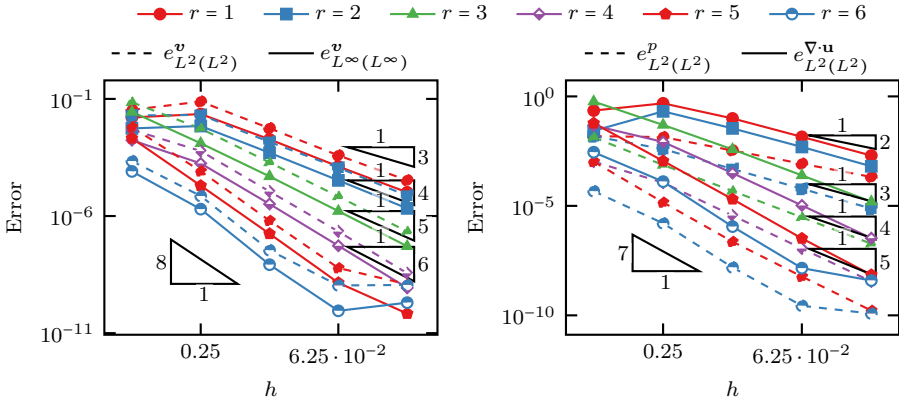 r = 1 r = 2 r = 3 r = 4 r = 5 r = 6
e^v_{L^2(L^2)} e^v_{L^∞(L^∞)} e^p_{L^2(L^2)} e^{∇·u}_{L^2(L^2)}
10^{-1}
10^{-6}
10^{-11}
Error
0.25 6.25 · 10^{-2}
h
1 3
1 4
1 5
1 6
8 1
10^0
10^{-5}
10^{-10}
Error
0.25 6.25 · 10^{-2}
h
1 2
1 3
1 4
1 5
7 1